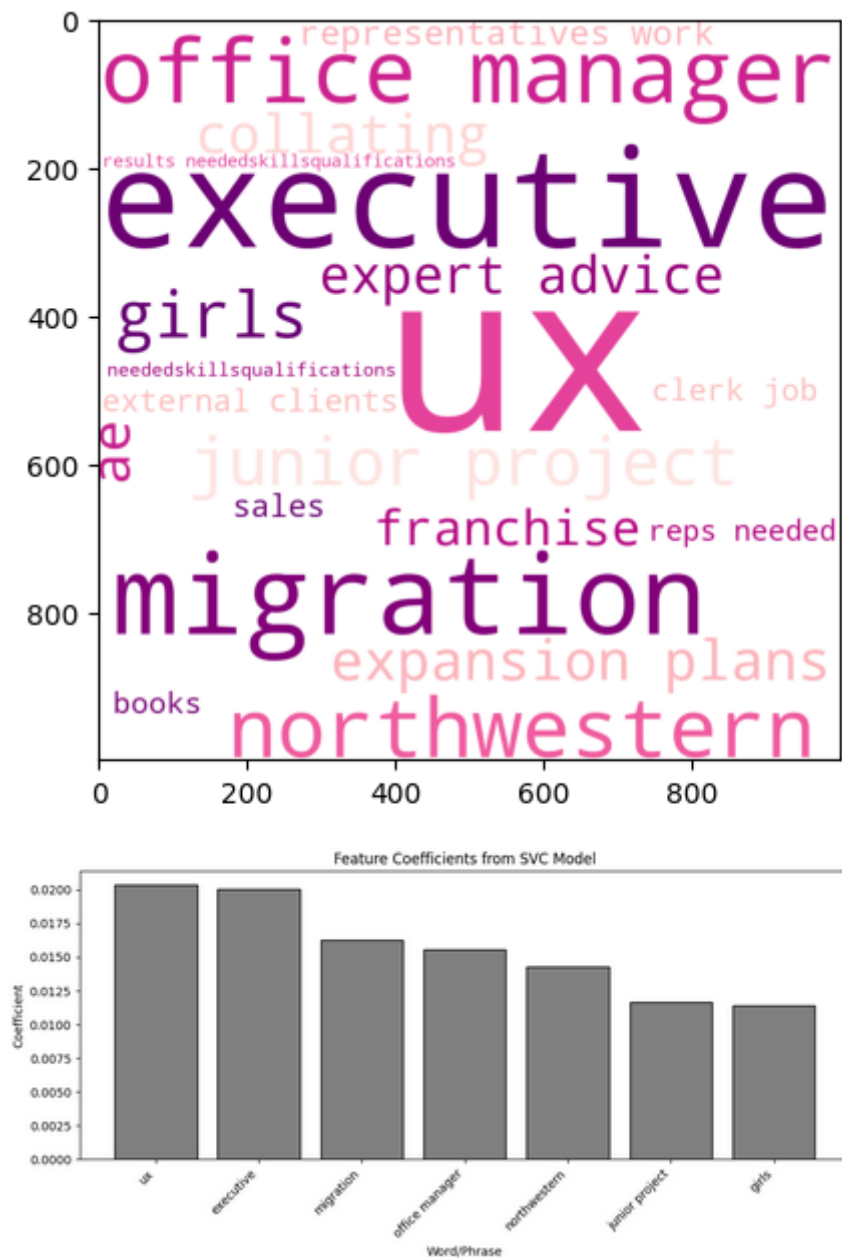 0
representatives work
office manager
collating
200
results neededskillsqualifications
executive
expert advice
girls
400
ux
neededskillsqualifications
external clients
clerk job
ae
600
junior project
sales
franchise
reps needed
migration
800
expansion plans
books
northwestern
0 200 400 600 800
Feature Coefficients from SVC Model
0.0200
0.0175
0.0150
0.0125
0.0100
0.0075
0.0050
0.0025
0.0000
Coefficient
ux
executive
migration
office manager
northwestern
junior project
girls
Word/Phrase